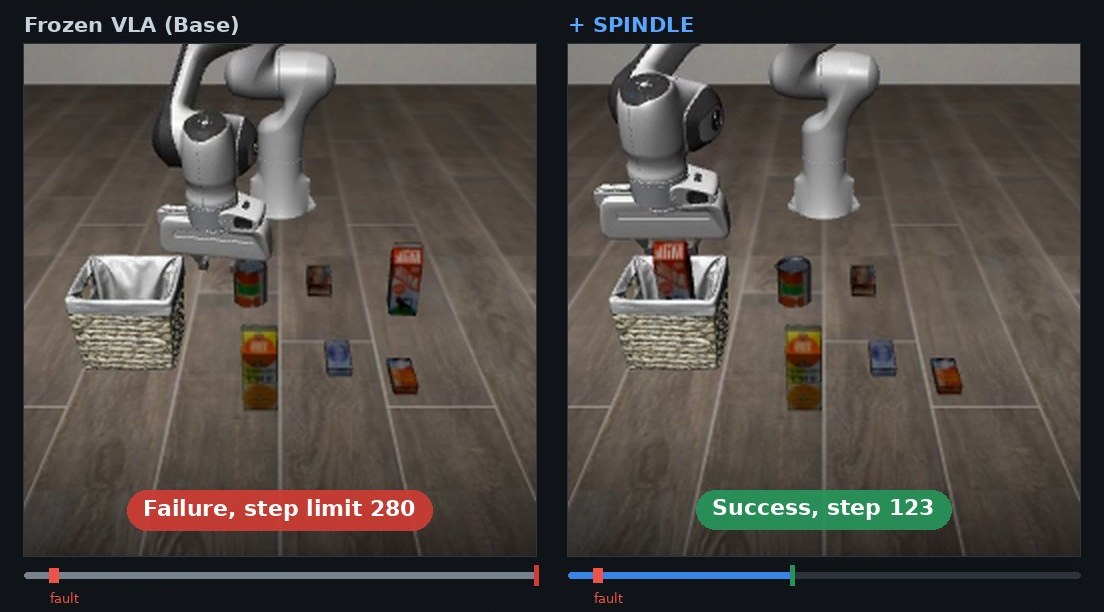 Frozen VLA (Base)
+ SPINDLE
Failure, step limit 280
Success, step 123
fault
fault